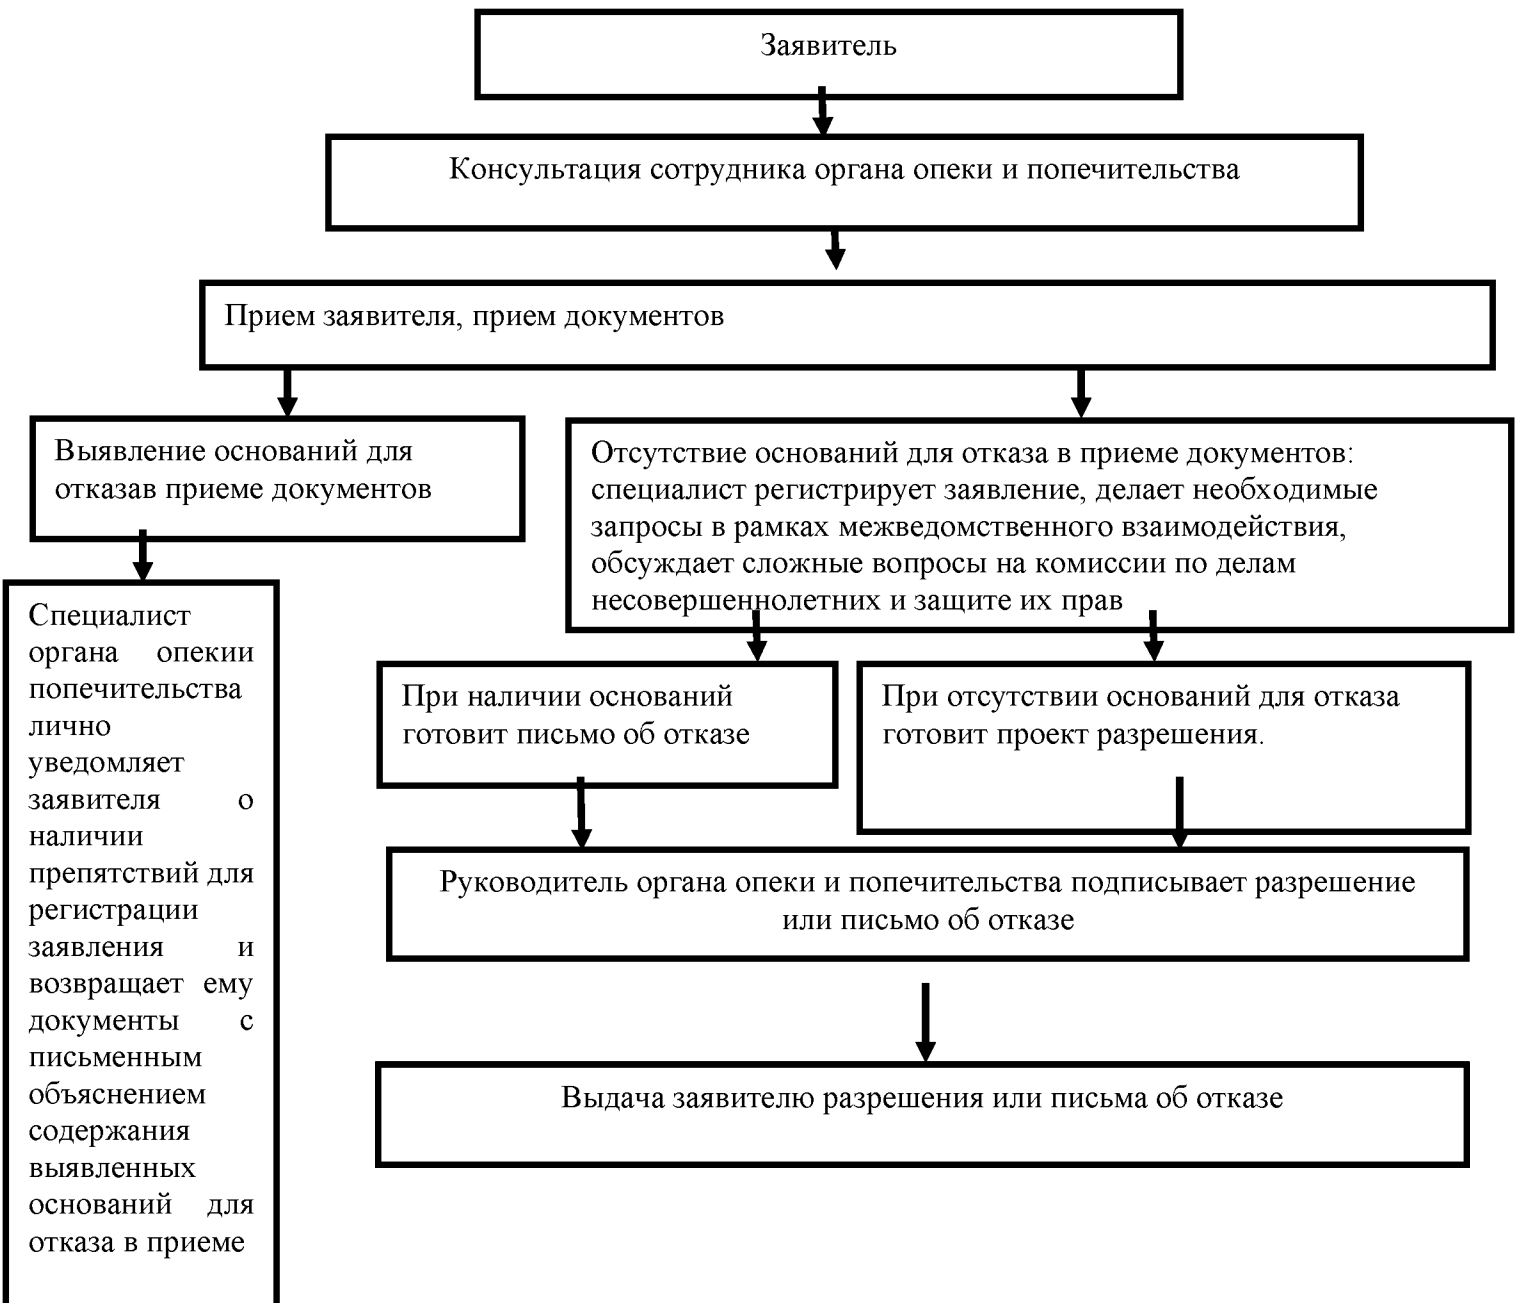 Заявитель
Консультация сотрудника органа опеки и попечительства
Прием заявителя, прием документов
Выявление оснований для
отказав приеме документов
Отсутствие оснований для отказа в приеме документов:
специалист регистрирует заявление, делает необходимые
запросы в рамках межведомственного взаимодействия,
обсуждает сложные вопросы на комиссии по делам
несовершеннолетних и защите их прав
Специалист
органа опекии
попечительства
лично
уведомляет
заявителя о
наличии
препятствий для
регистрации
заявления и
возвращает ему
документы с
письменным
объяснением
содержания
выявленных
оснований для
отказа в приеме
При наличии оснований
готовит письмо об отказе
При отсутствии оснований для отказа
готовит проект разрешения.
Руководитель органа опеки и попечительства подписывает разрешение
или письмо об отказе
Выдача заявителю разрешения или письма об отказе